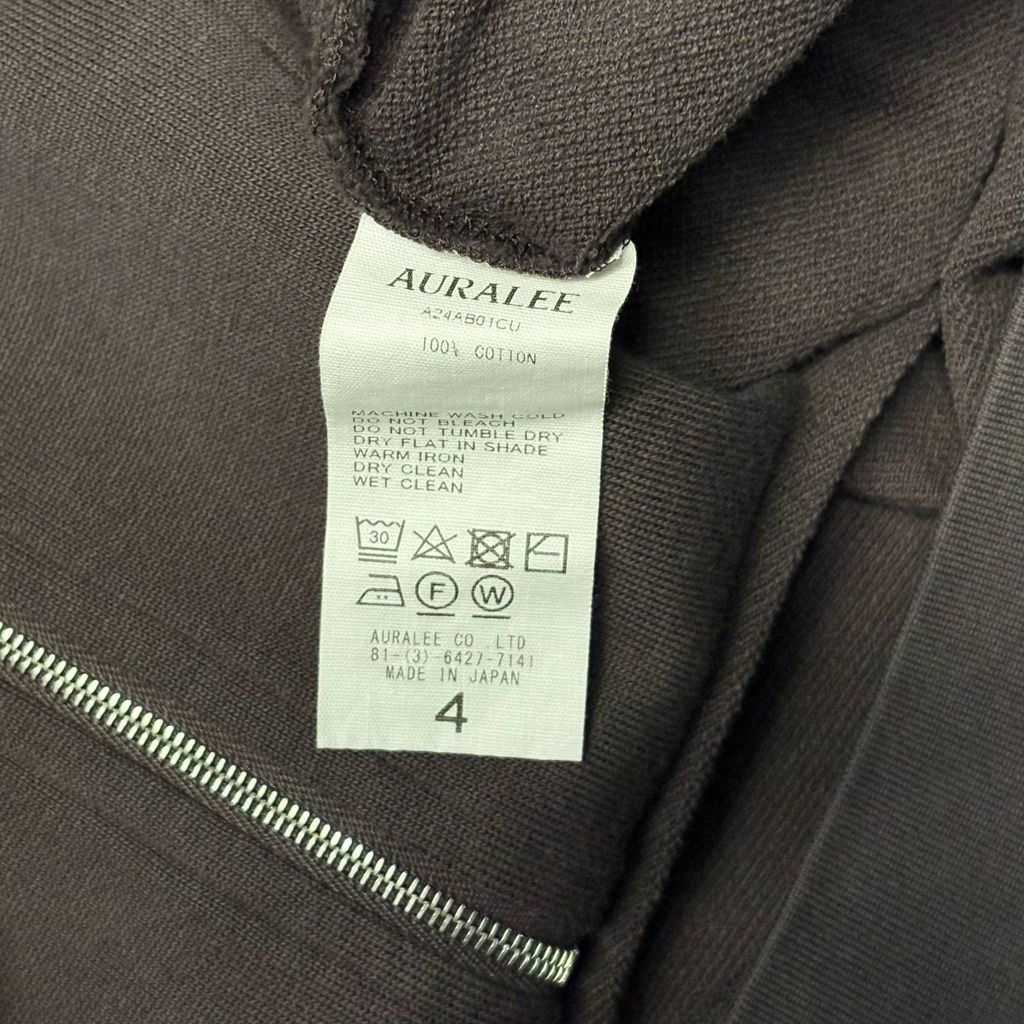 AURALEE
A24AB01CU
100% COTTON
MACHINE WASH COLD
DO NOT BLEACH
DO NOT TUMBLE DRY
DRY FLAT IN SHADE
WARM IRON
DRY CLEAN
WET CLEAN
30
F W
AURALEE CO .LTD
81-(3)-6427-7141
MADE IN JAPAN
4